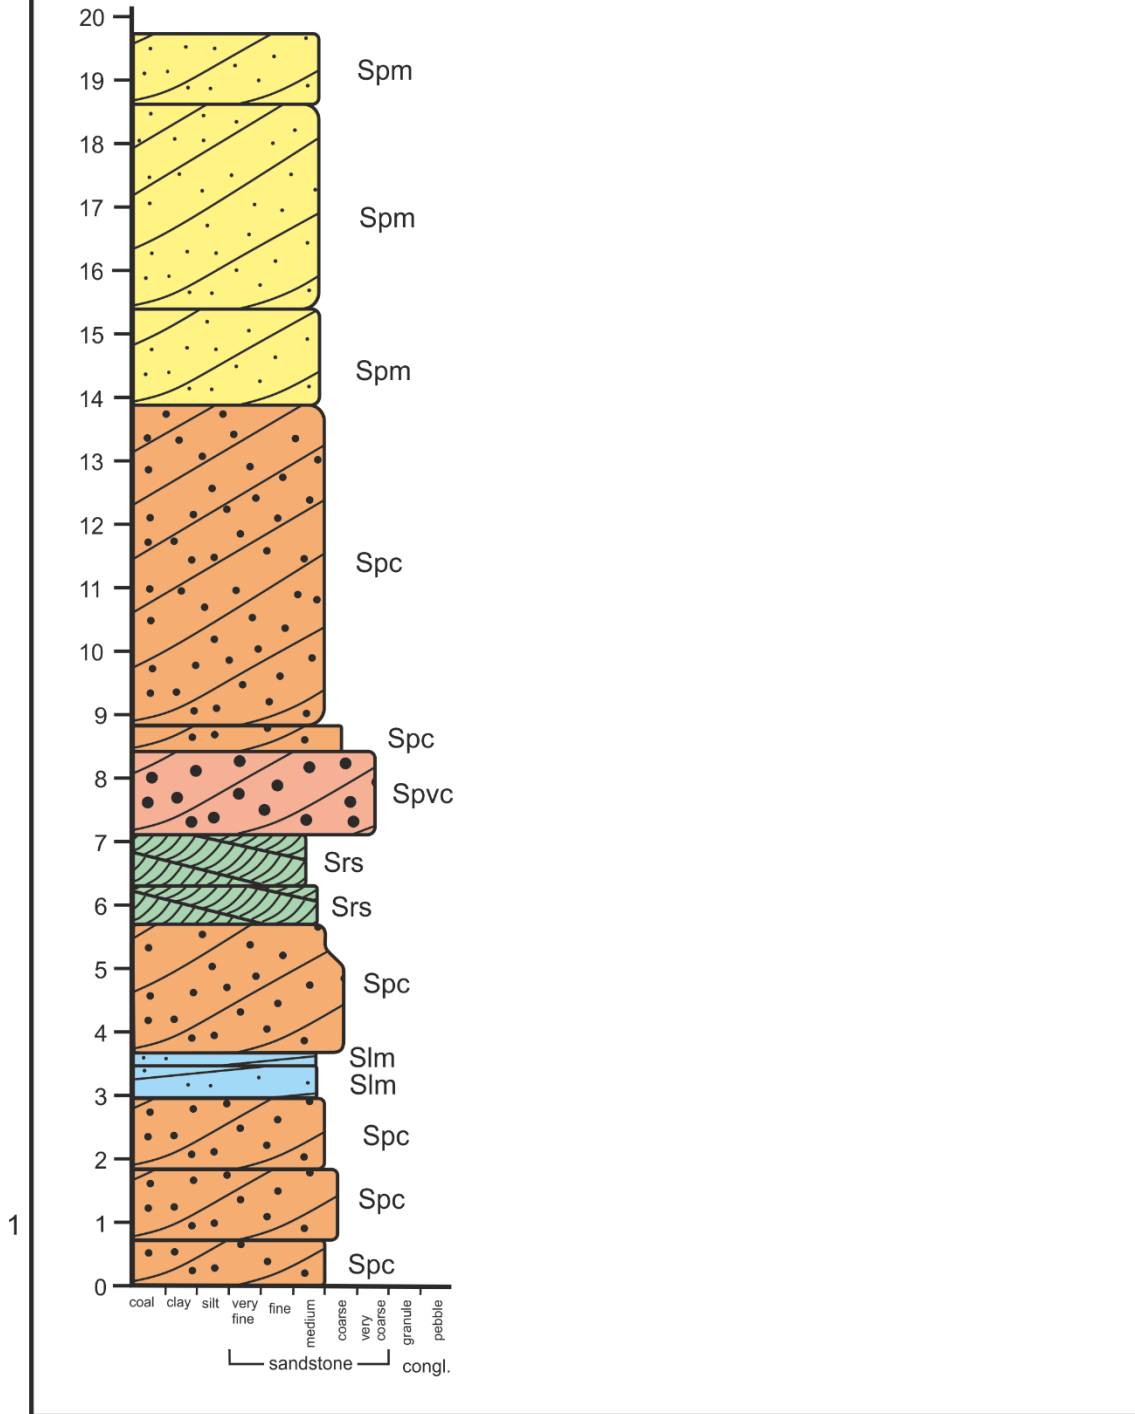 20
Spm
19
18
17
Spm
16
15
Spm
14
13
12
Spc
11
10
9
Spc
8
Spvc
7
Srs
6
Srs
5
Spc
4
Slm
Slm
3
Spc
2
Spc
1
1
Spc
0
coal
clay
silt
very
fine
fine
medium
coarse
very
coarse
granule
pebble
sandstone
congl.